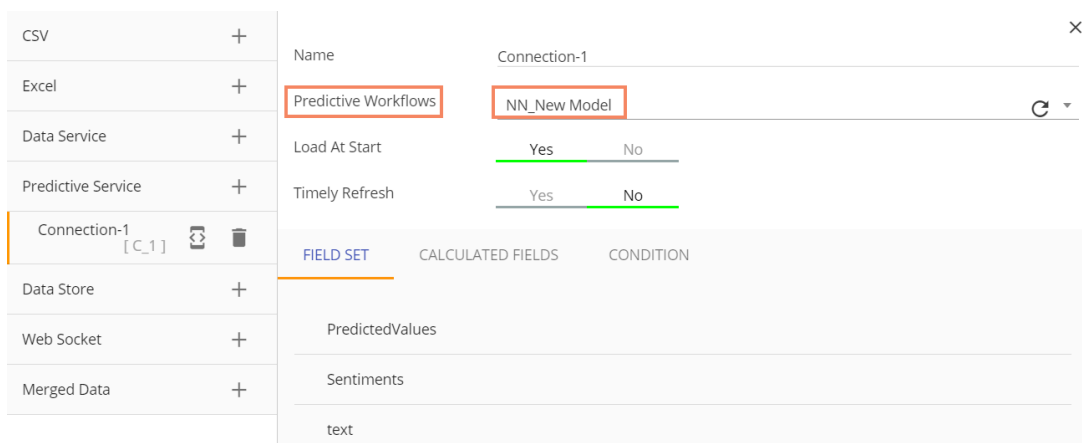 CSV
Excel
Data Service
Predictive Service
Connection-1
[ C_1 ]
Data Store
Web Socket
Merged Data
Name Connection-1
Predictive Workflows NN_New Model
Load At Start Yes No
Timely Refresh Yes No
FIELD SET CALCULATED FIELDS CONDITION
PredictedValues
Sentiments
text